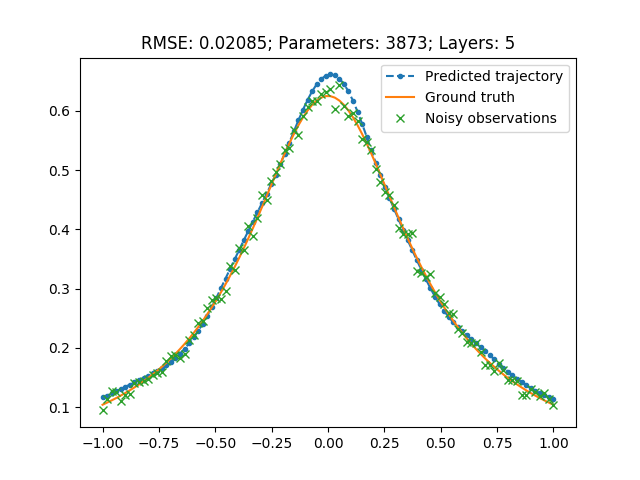 RMSE: 0.02085; Parameters: 3873; Layers: 5
Predicted trajectory
Ground truth
Noisy observations
0.6
0.5
0.4
0.3
0.2
0.1
−1.00 −0.75 −0.50 −0.25 0.00 0.25 0.50 0.75 1.00